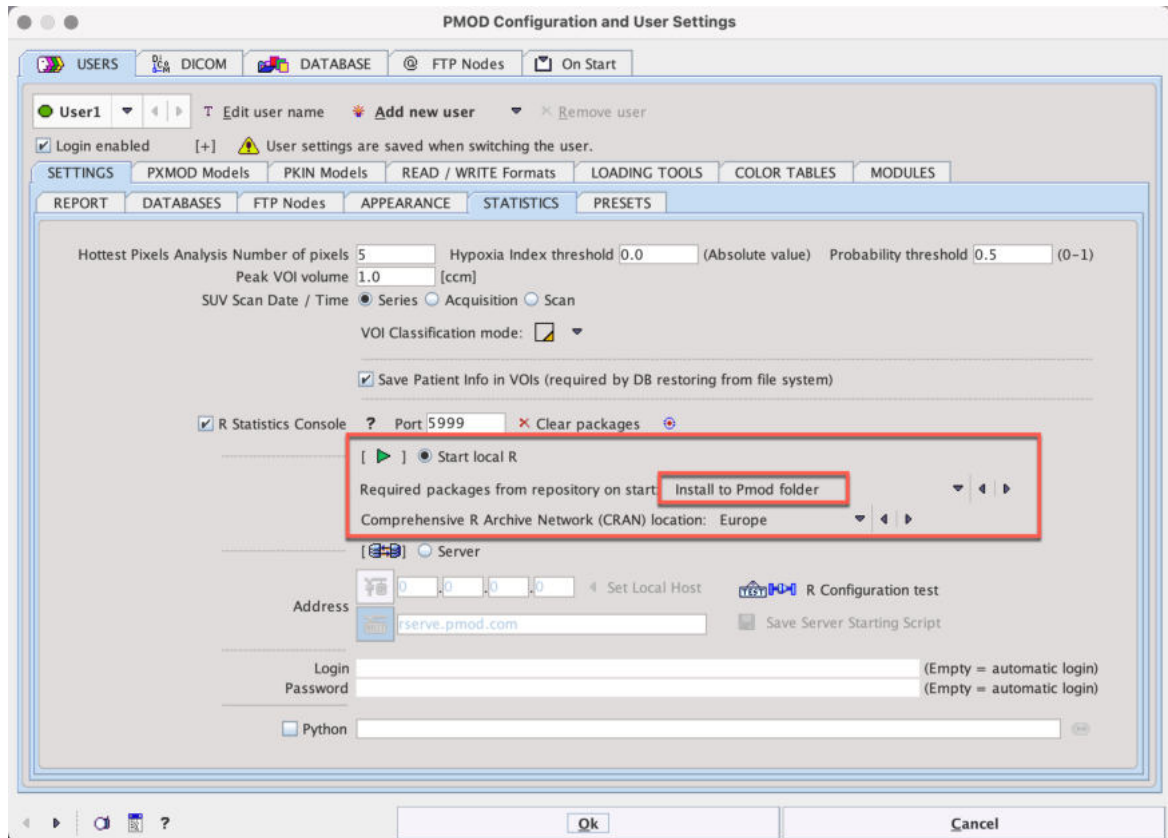 PMOD Configuration and User Settings
USERS DICOM DATABASE @ FTP Nodes On Start
User1 T Edit user name Add new user Remove user
Login enabled [+] User settings are saved when switching the user.
SETTINGS PXMOD Models PKIN Models READ / WRITE Formats LOADING TOOLS COLOR TABLES MODULES
REPORT DATABASES FTP Nodes APPEARANCE STATISTICS PRESETS
Hottest Pixels Analysis Number of pixels 5 Hypoxia Index threshold 0.0 (Absolute value) Probability threshold 0.5 (0-1)
Peak VOI volume 1.0 [ccm]
SUV Scan Date / Time Series Acquisition Scan
VOI Classification mode:
Save Patient Info in VOIs (required by DB restoring from file system)
R Statistics Console ? Port 5999 Clear packages
[ ] Start local R
Required packages from repository on start: Install to Pmod folder
Comprehensive R Archive Network (CRAN) location: Europe
[ ] Server
Address 0 .0 .0 .0 Set Local Host R Configuration test
rserve.pmod.com Save Server Starting Script
Login (Empty = automatic login)
Password (Empty = automatic login)
Python
? Ok Cancel